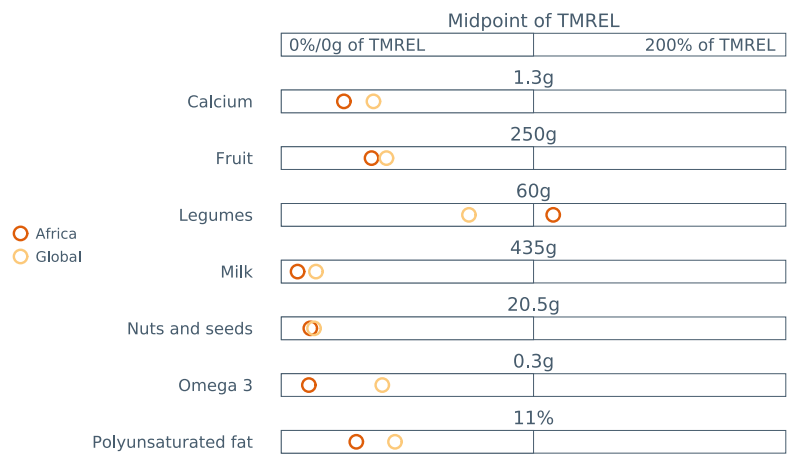 Midpoint of TMREL
0%/0g of TMREL
200% of TMREL
1.3g
Calcium
250g
Fruit
60g
Legumes
Africa
Global
435g
Milk
20.5g
Nuts and seeds
0.3g
Omega 3
11%
Polyunsaturated fat